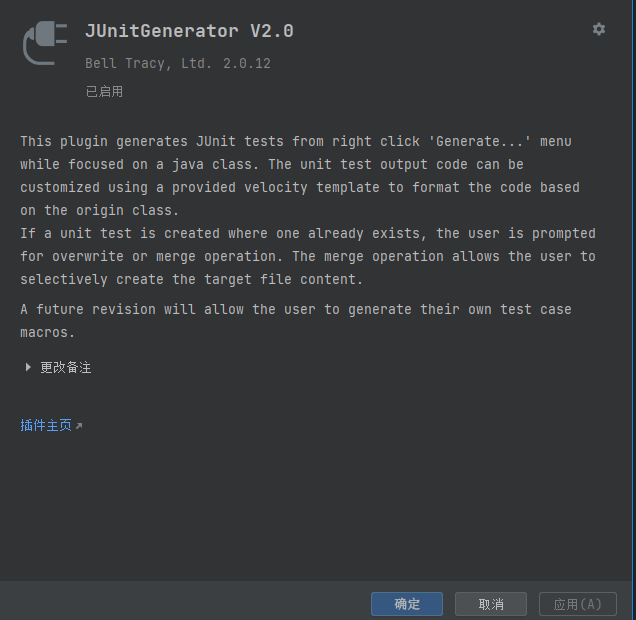 JUnitGenerator V2.0
Bell Tracy, Ltd. 2.0.12
已启用
This plugin generates JUnit tests from right click 'Generate...' menu
while focused on a java class. The unit test output code can be
customized using a provided velocity template to format the code based
on the origin class.
If a unit test is created where one already exists, the user is prompted
for overwrite or merge operation. The merge operation allows the user to
selectively create the target file content.
A future revision will allow the user to generate their own test case
macros.
更改备注
插件主页
确定
取消
应用(A)